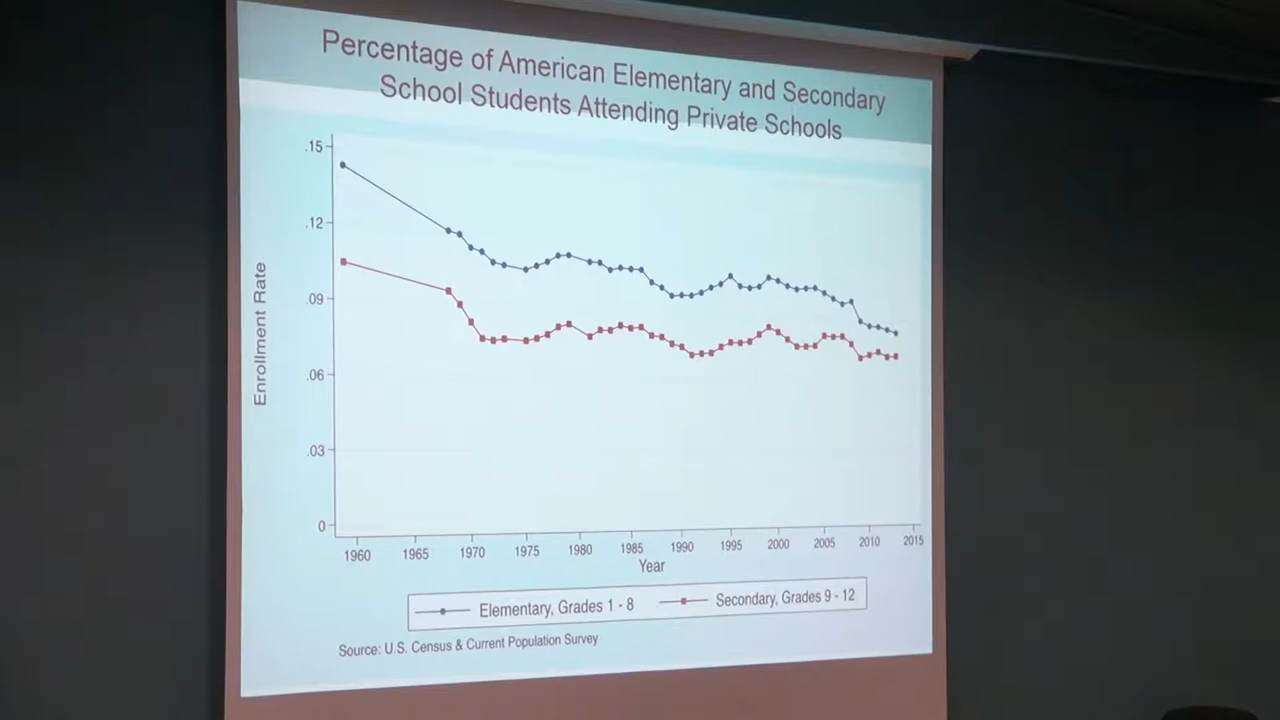 Percentage of American Elementary and Secondary
School Students Attending Private Schools
.15
.12
.09
.06
.03
0
Enrollment Rate
1960 1965 1970 1975 1980 1985 1990 1995 2000 2005 2010 2015
Year
Elementary, Grades 1 - 8 Secondary, Grades 9 - 12
Source: U.S. Census & Current Population Survey